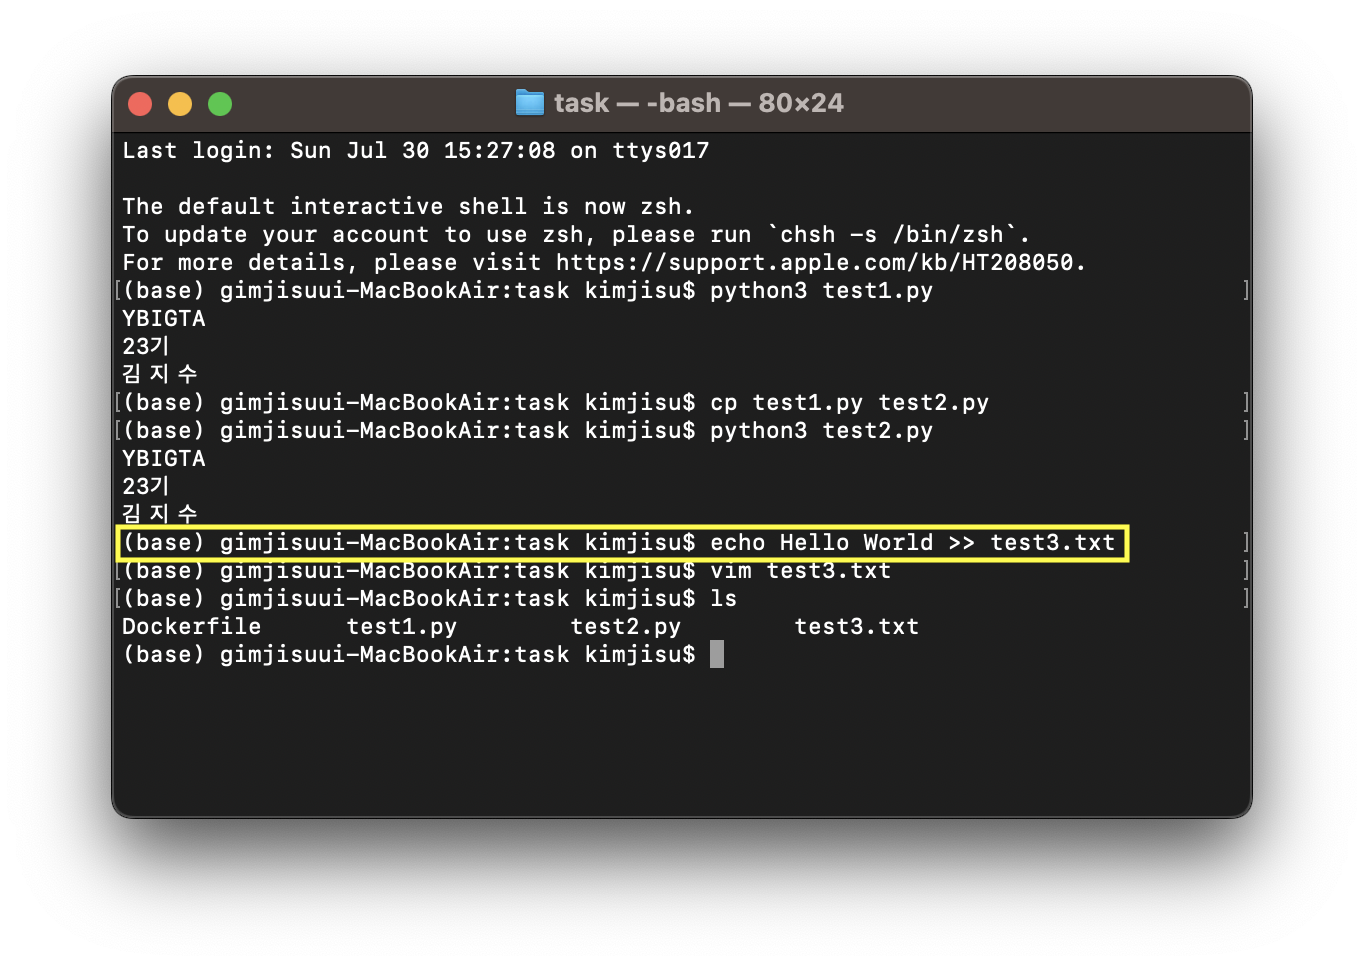 task — -bash — 80×24
Last login: Sun Jul 30 15:27:08 on ttys017
The default interactive shell is now zsh.
To update your account to use zsh, please run `chsh -s /bin/zsh`.
For more details, please visit https://support.apple.com/kb/HT208050.
[(base) gimjisuui-MacBookAir:task kimjisu$ python3 test1.py ]
YBIGTA
23기
김지수
[(base) gimjisuui-MacBookAir:task kimjisu$ cp test1.py test2.py ]
[(base) gimjisuui-MacBookAir:task kimjisu$ python3 test2.py ]
YBIGTA
23기
김지수
(base) gimjisuui-MacBookAir:task kimjisu$ echo Hello World >> test3.txt ]
[(base) gimjisuui-MacBookAir:task kimjisu$ vim test3.txt ]
[(base) gimjisuui-MacBookAir:task kimjisu$ ls ]
Dockerfile test1.py test2.py test3.txt
(base) gimjisuui-MacBookAir:task kimjisu$